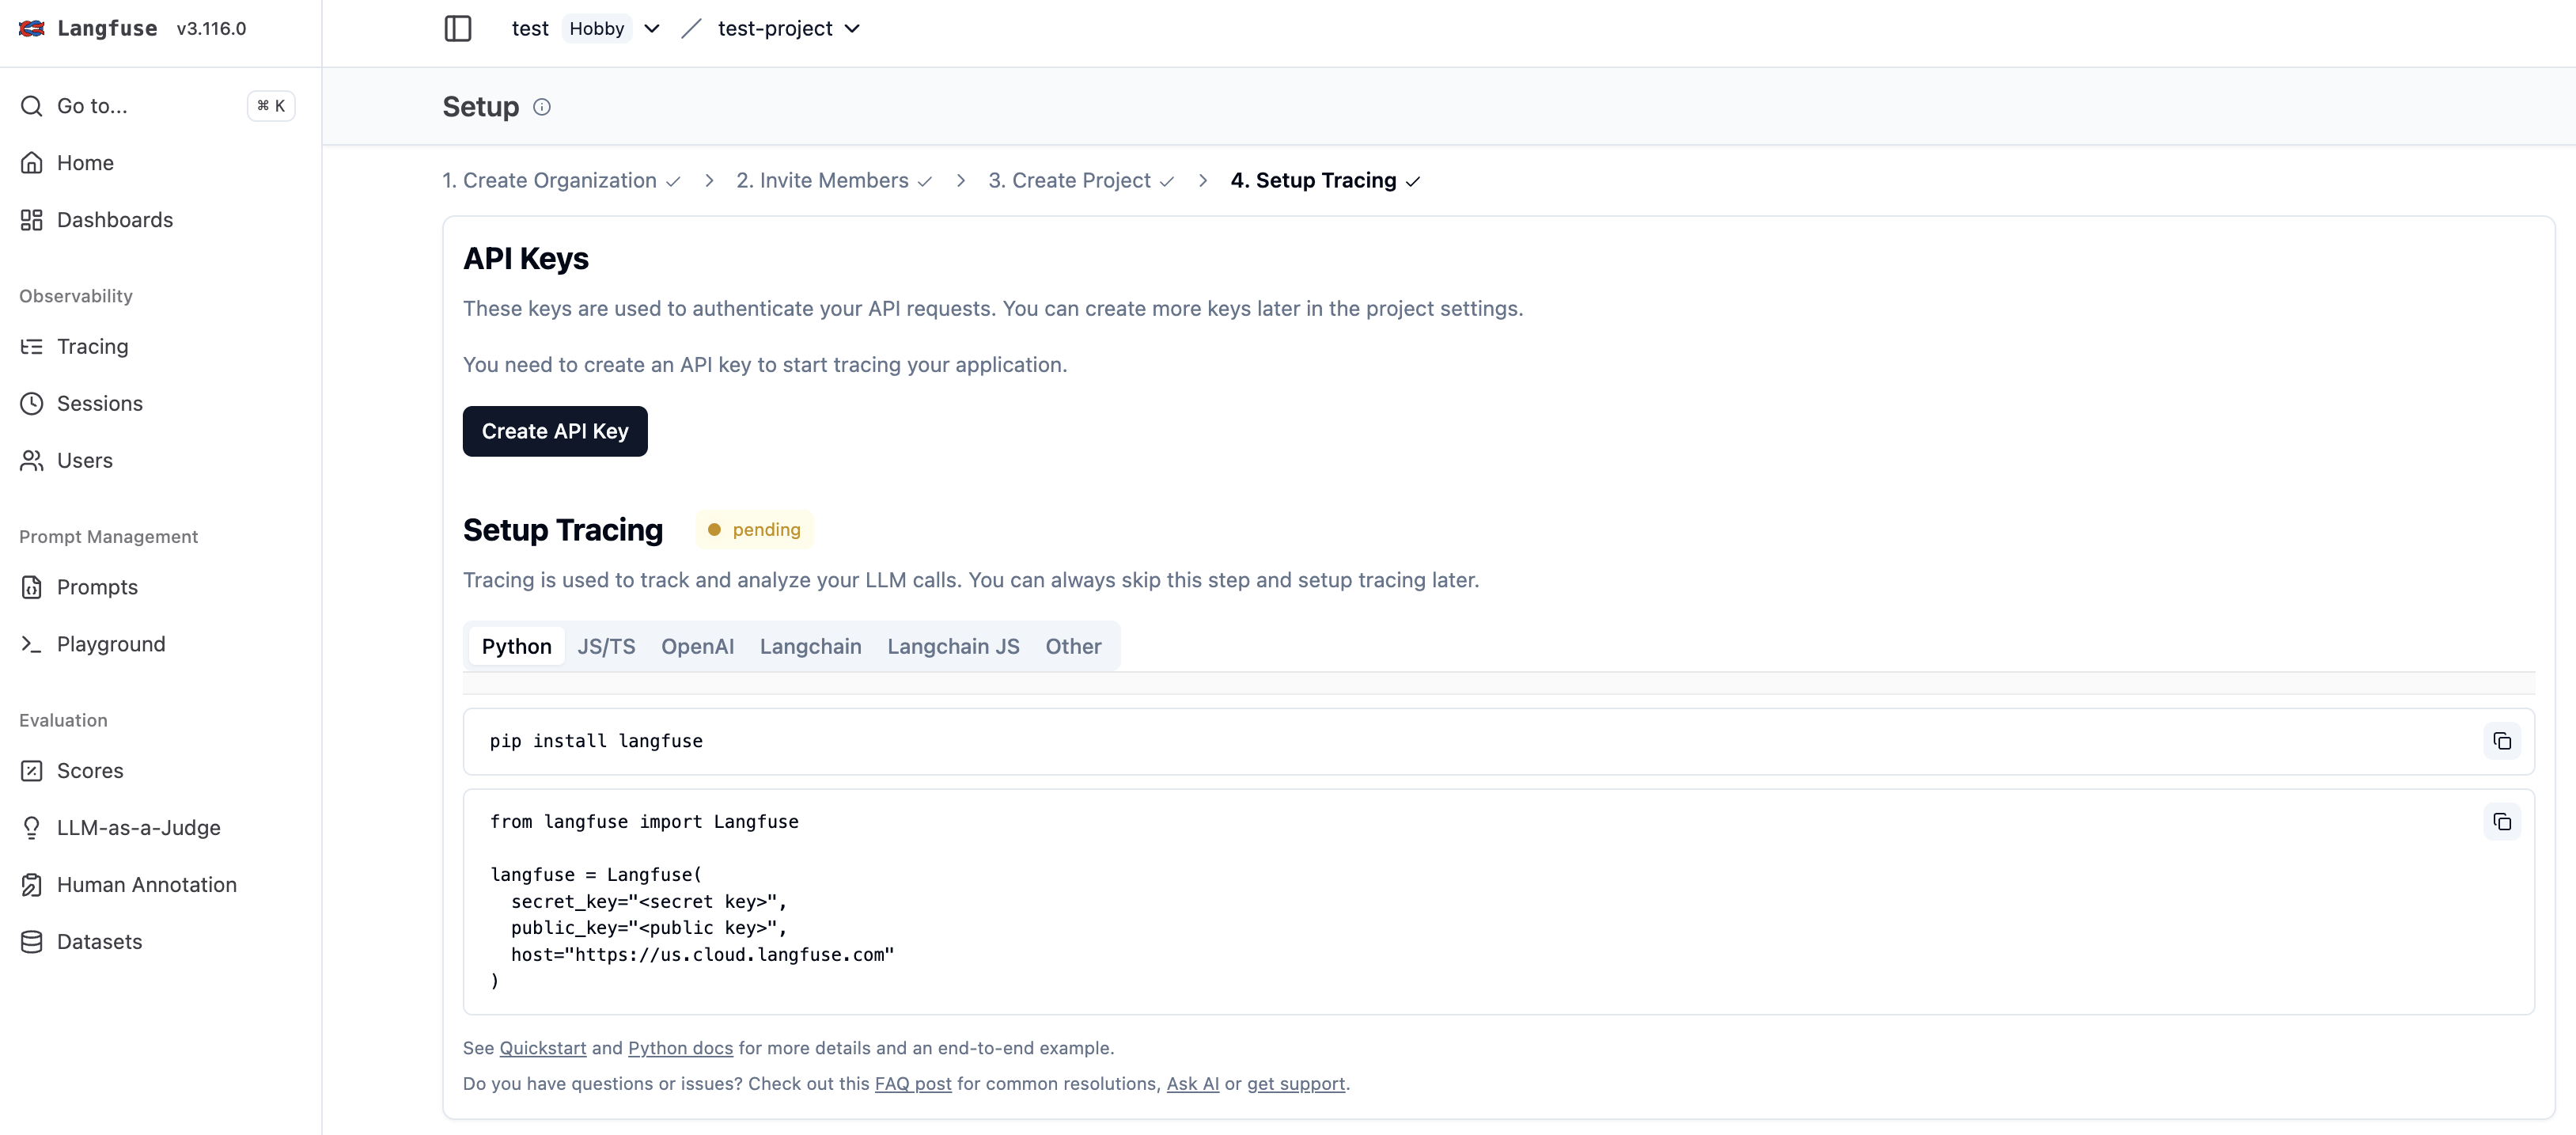 Langfuse v3.116.0
Go to... ⌘ K
Home
Dashboards
Observability
Tracing
Sessions
Users
Prompt Management
Prompts
Playground
Evaluation
Scores
LLM-as-a-Judge
Human Annotation
Datasets
test Hobby / test-project
Setup
1. Create Organization ✓ > 2. Invite Members ✓ > 3. Create Project ✓ > 4. Setup Tracing ✓
API Keys
These keys are used to authenticate your API requests. You can create more keys later in the project settings.
You need to create an API key to start tracing your application.
Create API Key
Setup Tracing pending
Tracing is used to track and analyze your LLM calls. You can always skip this step and setup tracing later.
Python JS/TS OpenAI Langchain Langchain JS Other
pip install langfuse
from langfuse import Langfuse
langfuse = Langfuse(
  secret_key="<secret key>",
  public_key="<public key>",
  host="https://us.cloud.langfuse.com"
)
See Quickstart and Python docs for more details and an end-to-end example.
Do you have questions or issues? Check out this FAQ post for common resolutions, Ask AI or get support.